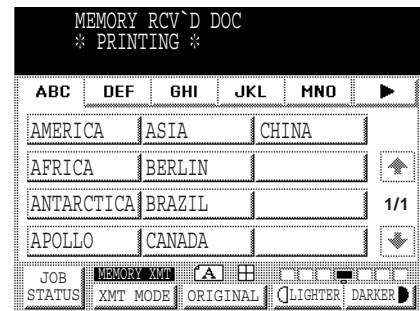 MEMORY RCV`D DOC
※ PRINTING ※
ABC DEF GHI JKL MNO
AMERICA ASIA CHINA
AFRICA BERLIN
ANTARCTICA BRAZIL 1/1
APOLLO CANADA
JOB STATUS MEMORY XMT A
XMT MODE ORIGINAL LIGHTER DARKER